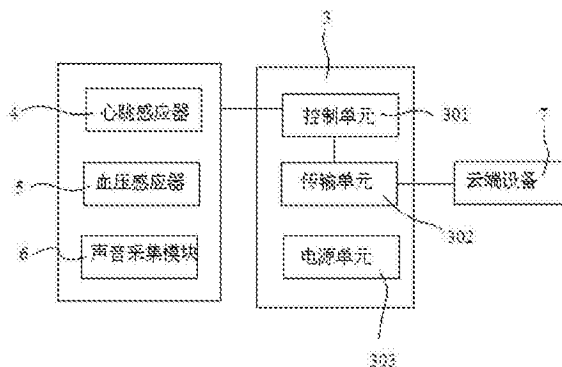 3
4
心跳感应器
控制单元
301
7
5
血压感应器
传输单元
云端设备
302
6
声音采集模块
电源单元
303